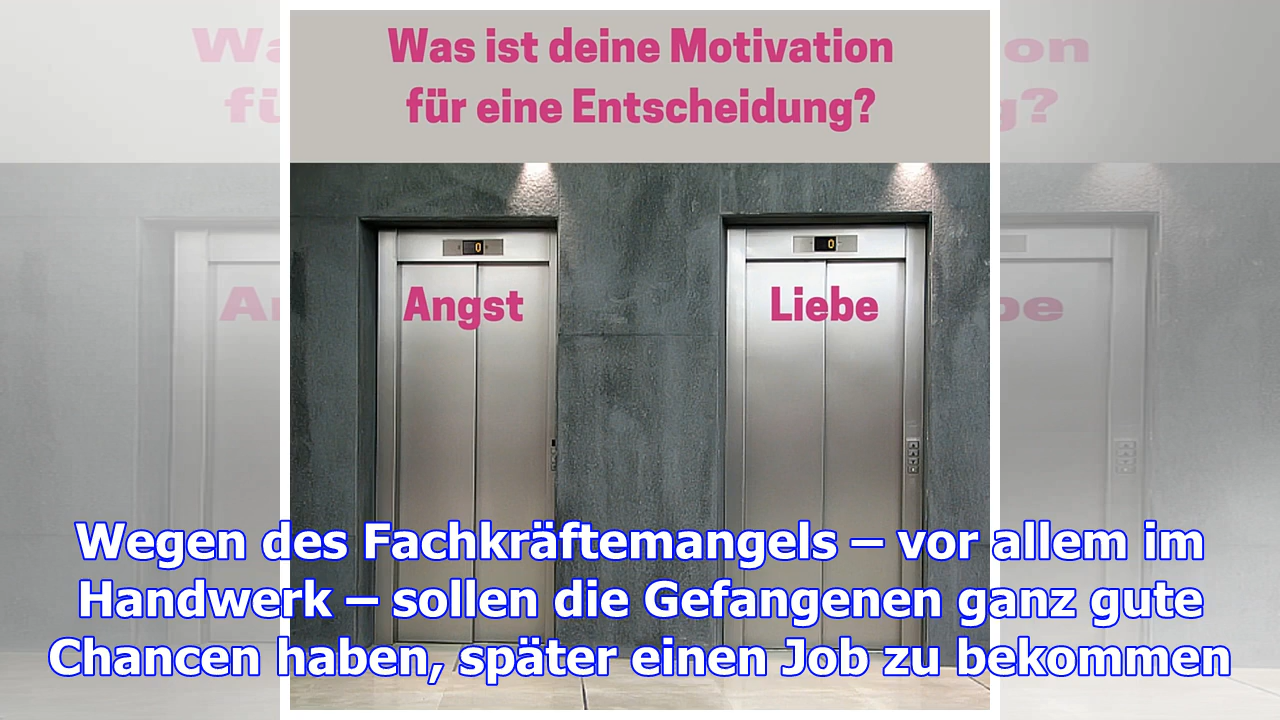 Was ist deine Motivation
für eine Entscheidung?
0
0
Angst
Liebe
Wegen des Fachkräftemangels – vor allem im
Handwerk – sollen die Gefangenen ganz gute
Chancen haben, später einen Job zu bekommen